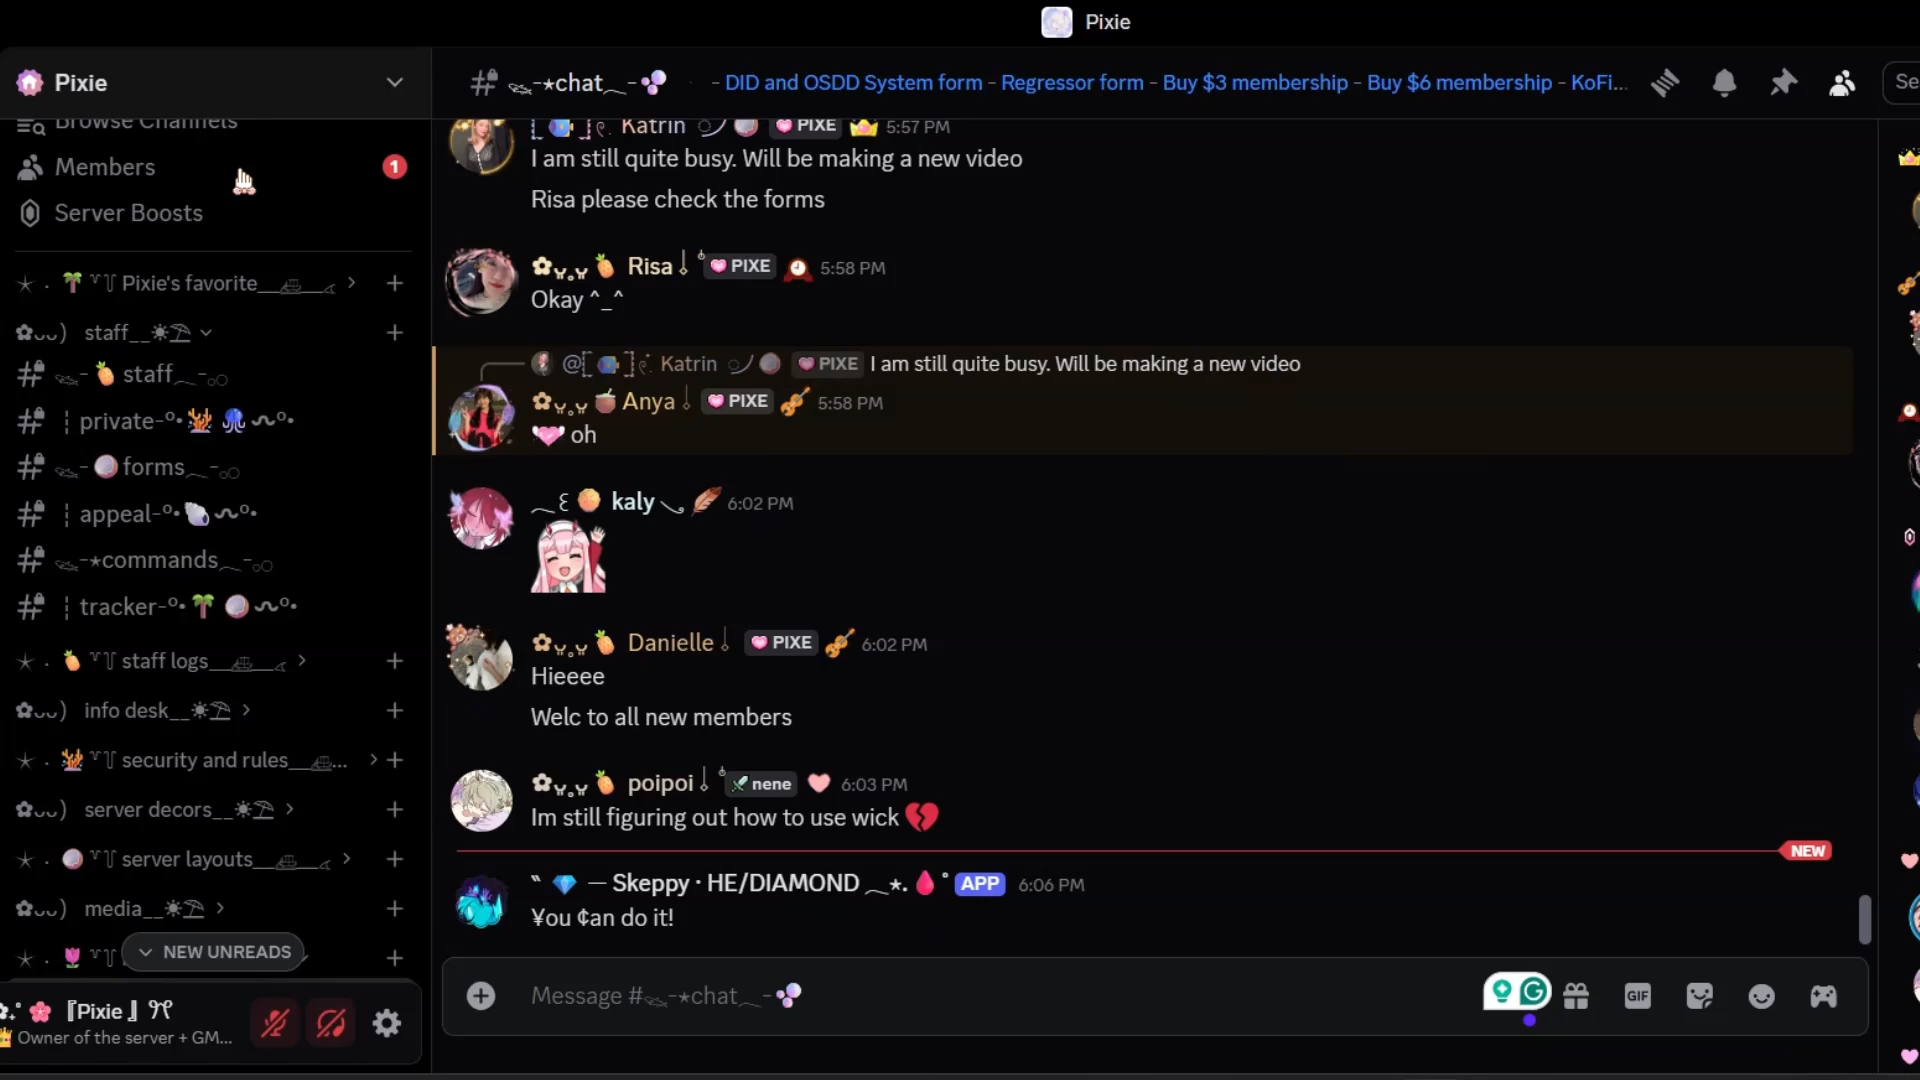 Pixie
Pixie
chat
- DID and OSDD System form - Regressor form - Buy $3 membership - Buy $6 membership - KoFi...
Se
Browse Channels
Members
1
Server Boosts
Pixie's favorite
staff
staff
private
forms
appeal
commands
tracker
staff logs
info desk
security and rules...
server decors
server layouts
media
NEW UNREADS
『Pixie 』
Owner of the server + GM...
Katrin PIXE 5:57 PM
I am still quite busy. Will be making a new video
Risa please check the forms
Risa PIXE 5:58 PM
Okay ^_^
@ Katrin PIXE I am still quite busy. Will be making a new video
Anya PIXE 5:58 PM
oh
kaly 6:02 PM
Danielle PIXE 6:02 PM
Hieeee
Welc to all new members
poipoi nene 6:03 PM
Im still figuring out how to use wick
NEW
— Skeppy · HE/DIAMOND APP 6:06 PM
¥ou ¢an do it!
Message #chat
GIF